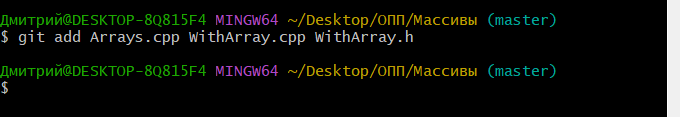 Дмитрий@DESKTOP-8Q815F4 MINGW64 ~/Desktop/ОПП/Массивы (master)
$ git add Arrays.cpp WithArray.cpp WithArray.h
Дмитрий@DESKTOP-8Q815F4 MINGW64 ~/Desktop/ОПП/Массивы (master)
$